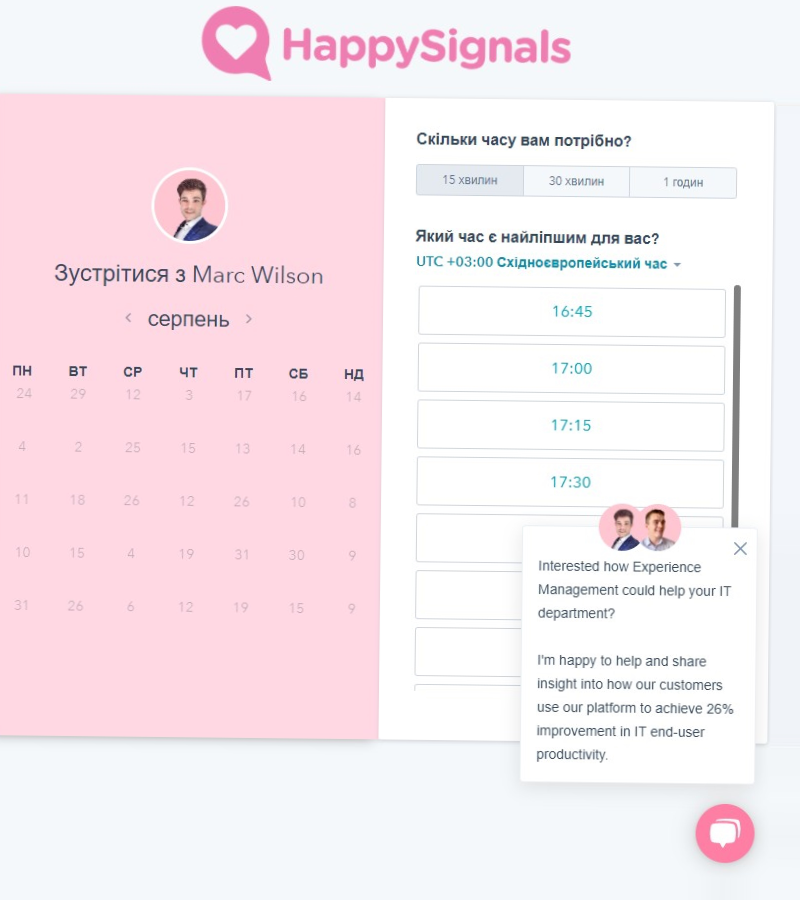 HappySignals
Зустрітися з Marc Wilson
серпень
ПН ВТ СР ЧТ ПТ СБ НД
24 29 12 3 17 16 14
4 2 25 15 13 14 16
11 18 26 12 26 10 8
10 15 4 19 31 30 9
31 26 6 12 19 15 9
Скільки часу вам потрібно?
15 хвилин 30 хвилин 1 годин
Який час є найліпшим для вас?
UTC +03:00 Східноєвропейський час
16:45
17:00
17:15
17:30
Interested how Experience
Management could help your IT
department?
I'm happy to help and share
insight into how our customers
use our platform to achieve 26%
improvement in IT end-user
productivity.